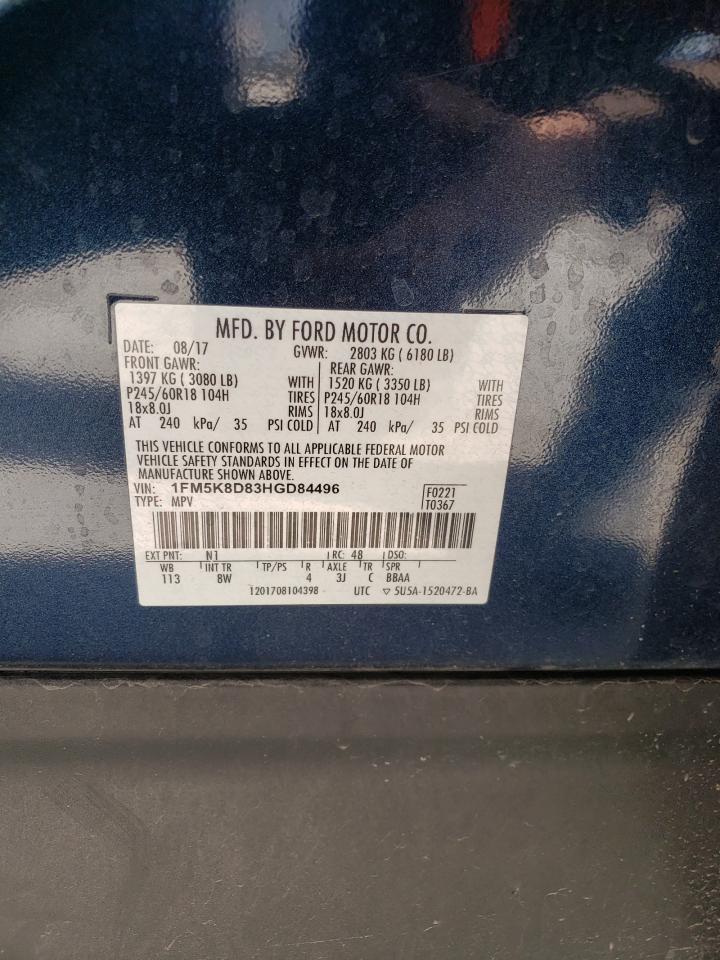 MFD. BY FORD MOTOR CO.
DATE: 08/17 GVWR: 2803 KG ( 6180 LB)
FRONT GAWR: REAR GAWR:
1397 KG ( 3080 LB) WITH 1520 KG ( 3350 LB) WITH
P245/60R18 104H TIRES P245/60R18 104H TIRES
18x8.0J RIMS 18x8.0J RIMS
AT 240 kPa/ 35 PSI COLD AT 240 kPa/ 35 PSI COLD
THIS VEHICLE CONFORMS TO ALL APPLICABLE FEDERAL MOTOR
VEHICLE SAFETY STANDARDS IN EFFECT ON THE DATE OF
MANUFACTURE SHOWN ABOVE.
VIN: 1FM5K8D83HGD84496 F0221
TYPE: MPV T0367
EXT PNT: N1 RC: 48 DSO:
WB INT TR TP/PS R AXLE TR SPR
113 8W 4 3J C BBAA
1201708104398 UTC ▽ 5U5A-1520472-BA